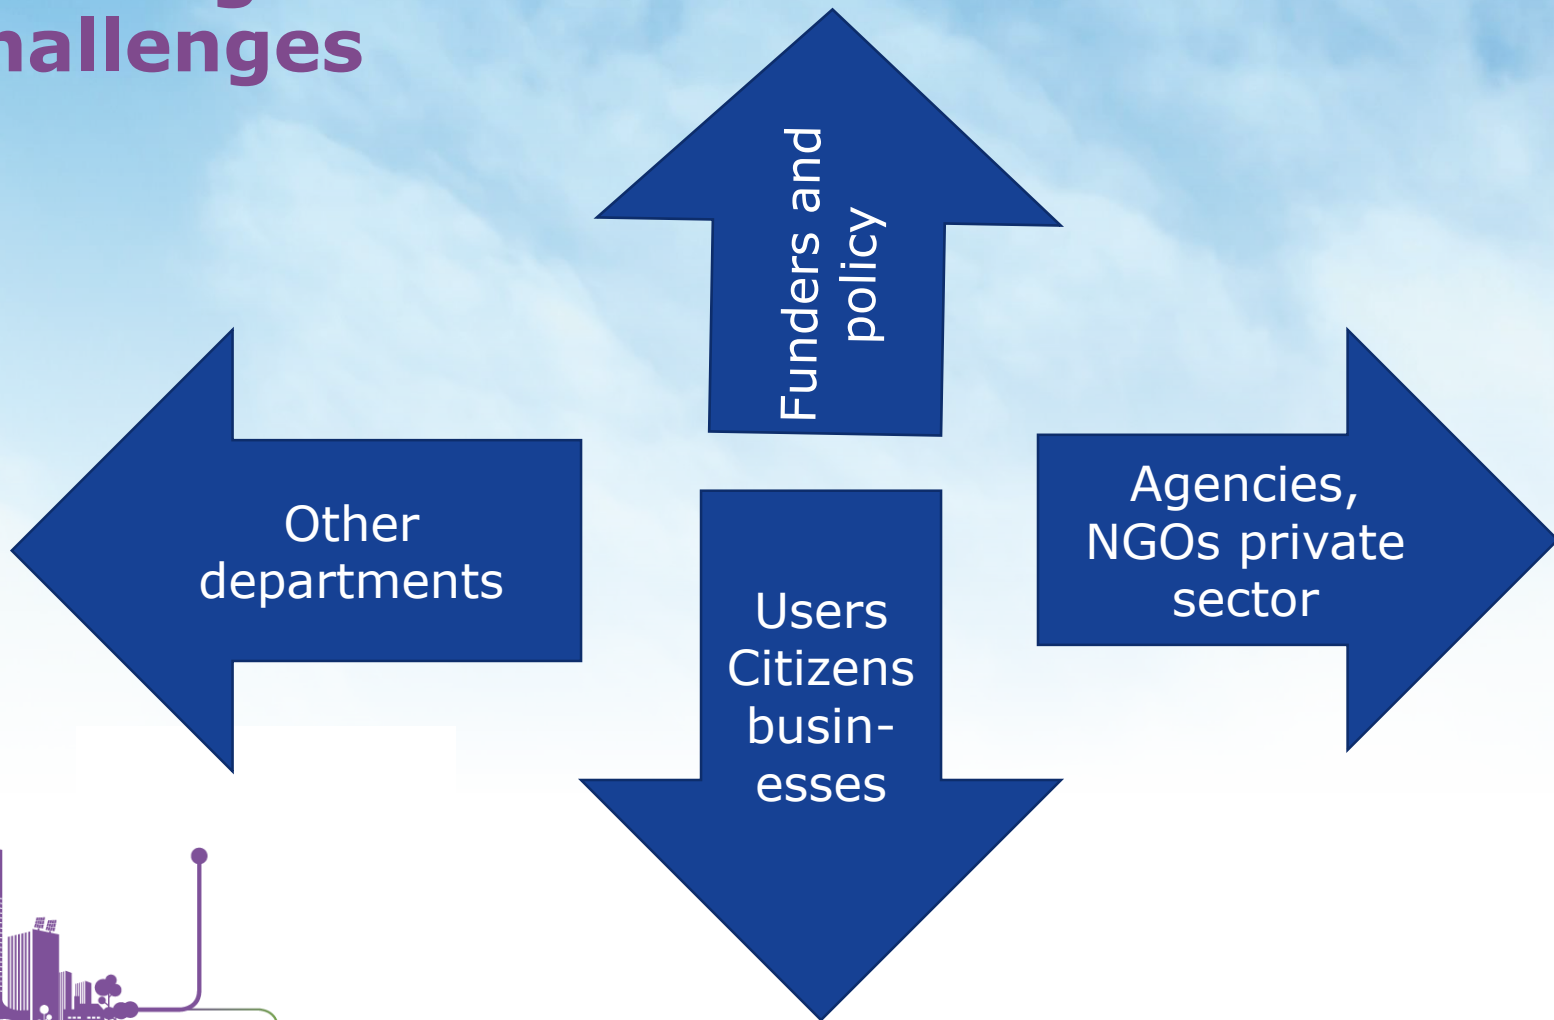 hallenges
Funders and
policy
Other
departments
Agencies,
NGOs private
sector
Users
Citizens
busin-
esses